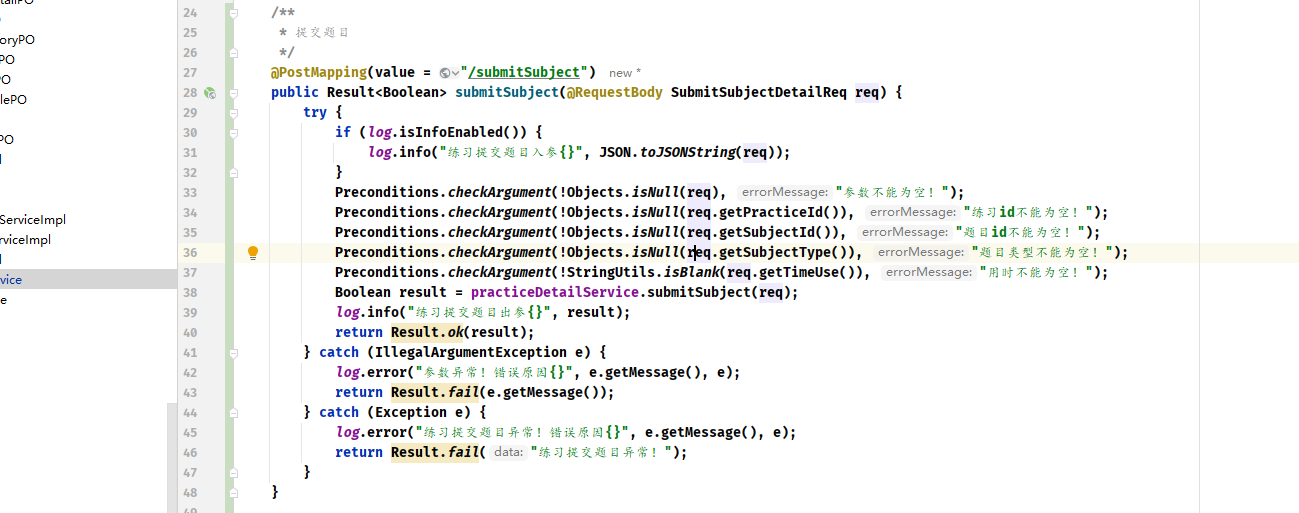 oryPO
PO
PO
lePO
PO
l
ServiceImpl
rviceImpl
l
vice
e
24 /**
25 * 提交题目
26 */
27 @PostMapping(value = "/submitSubject") new *
28 public Result<Boolean> submitSubject(@RequestBody SubmitSubjectDetailReq req) {
29 try {
30 if (log.isInfoEnabled()) {
31 log.info("练习提交题目入参{}", JSON.toJSONString(req));
32 }
33 Preconditions.checkArgument(!Objects.isNull(req), errorMessage: "参数不能为空！");
34 Preconditions.checkArgument(!Objects.isNull(req.getPracticeId()), errorMessage: "练习id不能为空！");
35 Preconditions.checkArgument(!Objects.isNull(req.getSubjectId()), errorMessage: "题目id不能为空！");
36 Preconditions.checkArgument(!Objects.isNull(req.getSubjectType()), errorMessage: "题目类型不能为空！");
37 Preconditions.checkArgument(!StringUtils.isBlank(req.getTimeUse()), errorMessage: "用时不能为空！");
38 Boolean result = practiceDetailService.submitSubject(req);
39 log.info("练习提交题目出参{}", result);
40 return Result.ok(result);
41 } catch (IllegalArgumentException e) {
42 log.error("参数异常！错误原因{}", e.getMessage(), e);
43 return Result.fail(e.getMessage());
44 } catch (Exception e) {
45 log.error("练习提交题目异常！错误原因{}", e.getMessage(), e);
46 return Result.fail( data: "练习提交题目异常！");
47 }
48 }